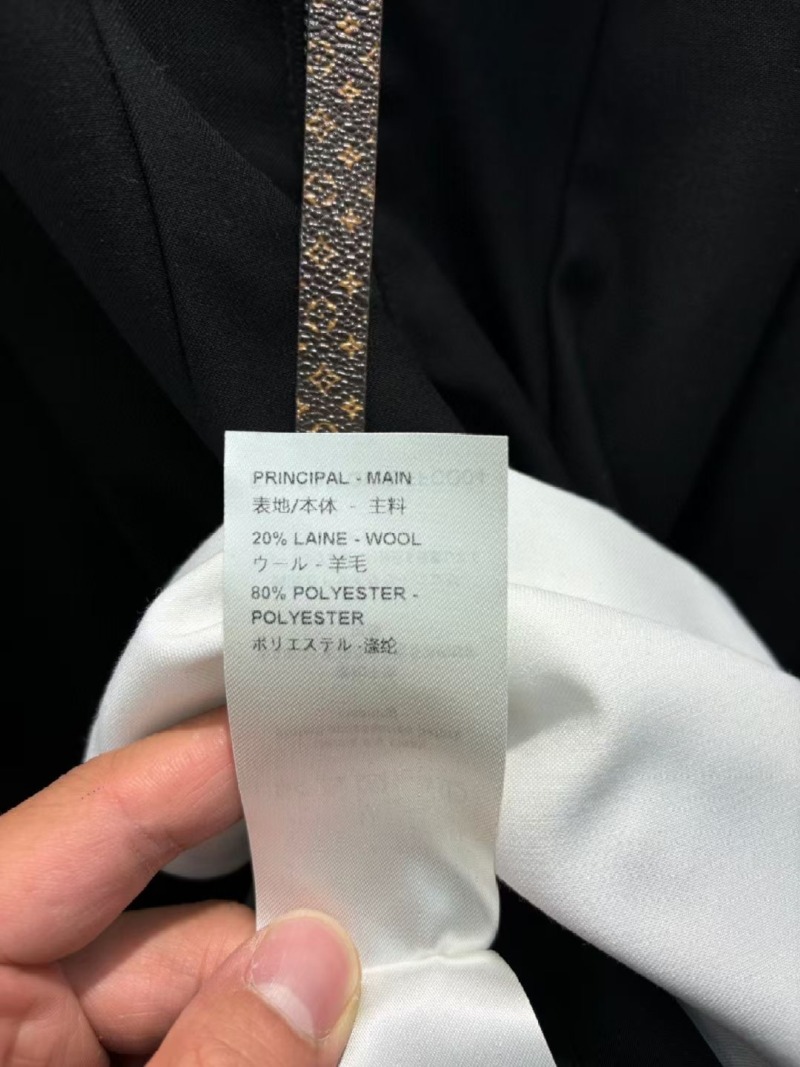 PRINCIPAL - MAIN
表地/本体 - 主料
20% LAINE - WOOL
ウール - 羊毛
80% POLYESTER -
POLYESTER
ポリエステル -涤纶